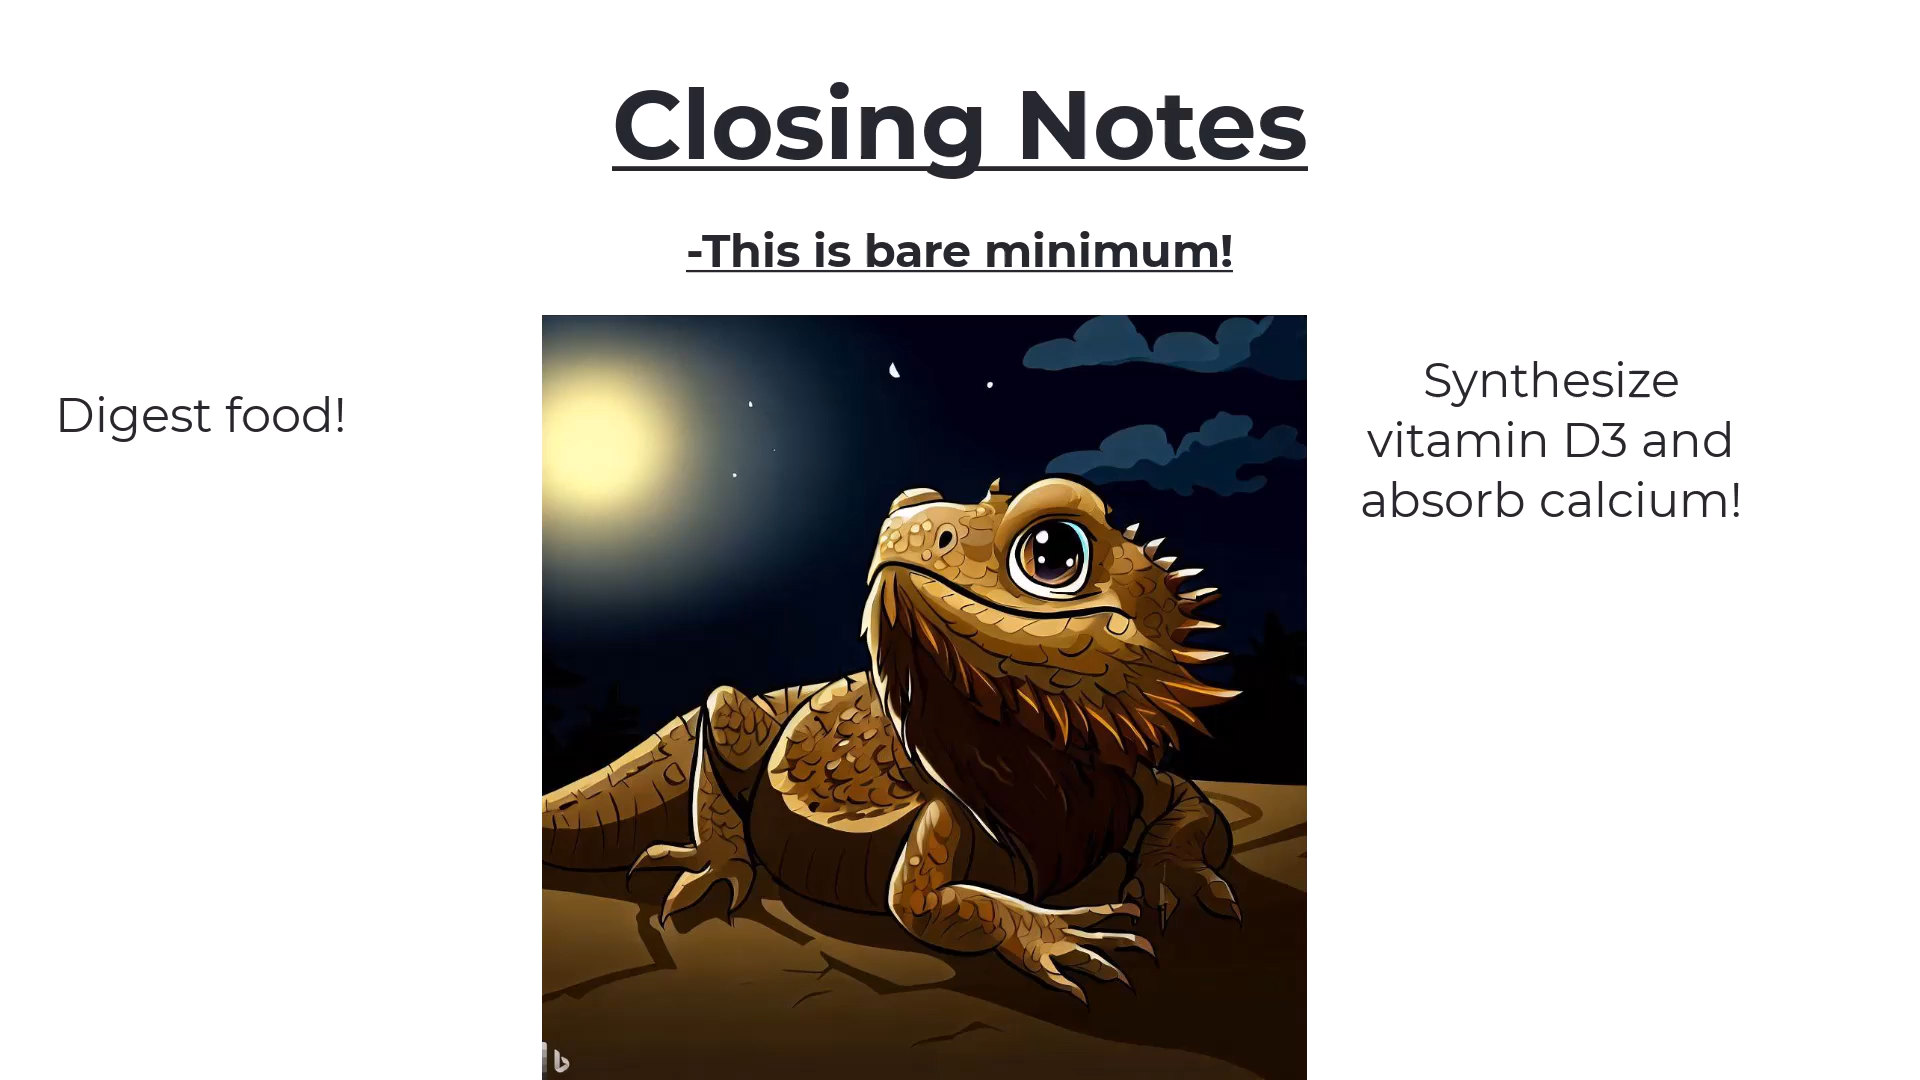 Closing Notes
-This is bare minimum!
Digest food!
Synthesize
vitamin D3 and
absorb calcium!